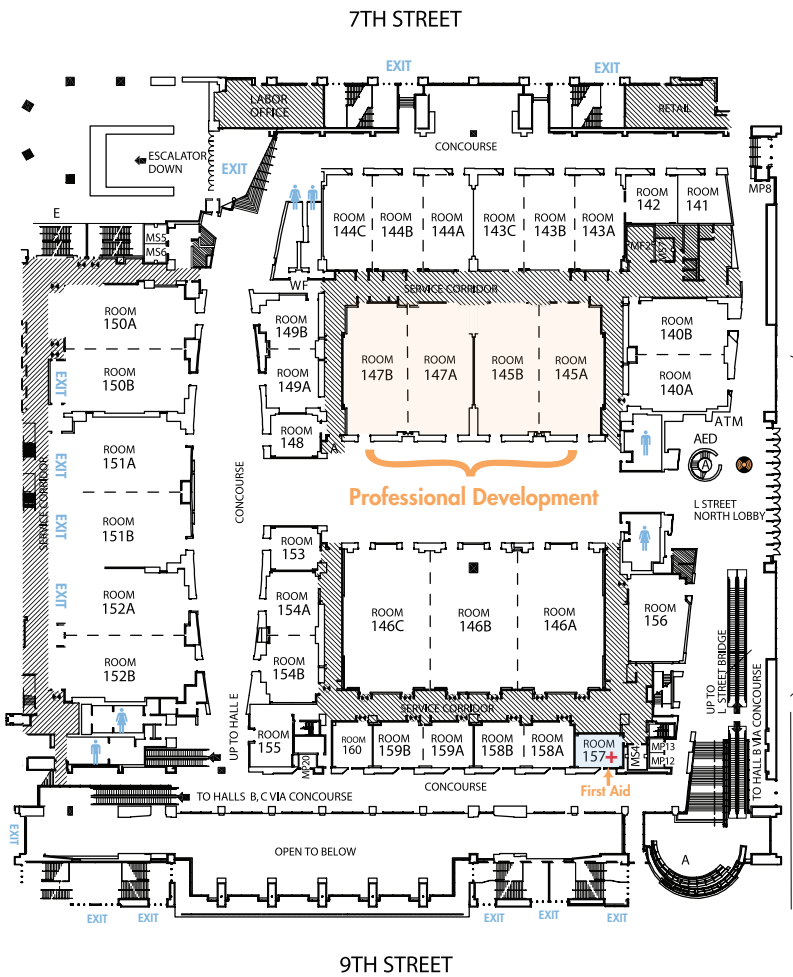 7TH STREET
EXIT
EXIT
LABOR
OFFICE
RETAIL
CONCOURSE
ESCALATOR
DOWN
EXIT
MP8
E
MS5
MS6
ROOM
144C
ROOM
144B
ROOM
144A
ROOM
143C
ROOM
143B
ROOM
143A
ROOM
142
ROOM
141
MF2
MS7
WF
SERVICE CORRIDOR
ROOM
150A
ROOM
150B
EXIT
ROOM
149B
ROOM
149A
ROOM
148
A
ROOM
147B
ROOM
147A
ROOM
145B
ROOM
145A
ROOM
140B
ROOM
140A
ATM
AED
A
Professional Development
L STREET
NORTH LOBBY
SERVICE CORRIDOR
EXIT
ROOM
151A
EXIT
ROOM
151B
EXIT
ROOM
152A
ROOM
152B
CONCOURSE
ROOM
153
ROOM
154A
ROOM
154B
ROOM
146C
ROOM
146B
ROOM
146A
ROOM
156
UP TO
L STREET BRIDGE
TO HALL B VIA CONCOURSE
SERVICE CORRIDOR
UP TO HALL E
ROOM
155
MP20
ROOM
160
ROOM
159B
ROOM
159A
ROOM
158B
ROOM
158A
ROOM
157
First Aid
MS4
MP13
MP12
CONCOURSE
TO HALLS B, C VIA CONCOURSE
EXIT
OPEN TO BELOW
A
EXIT
EXIT
EXIT
EXIT
EXIT
9TH STREET